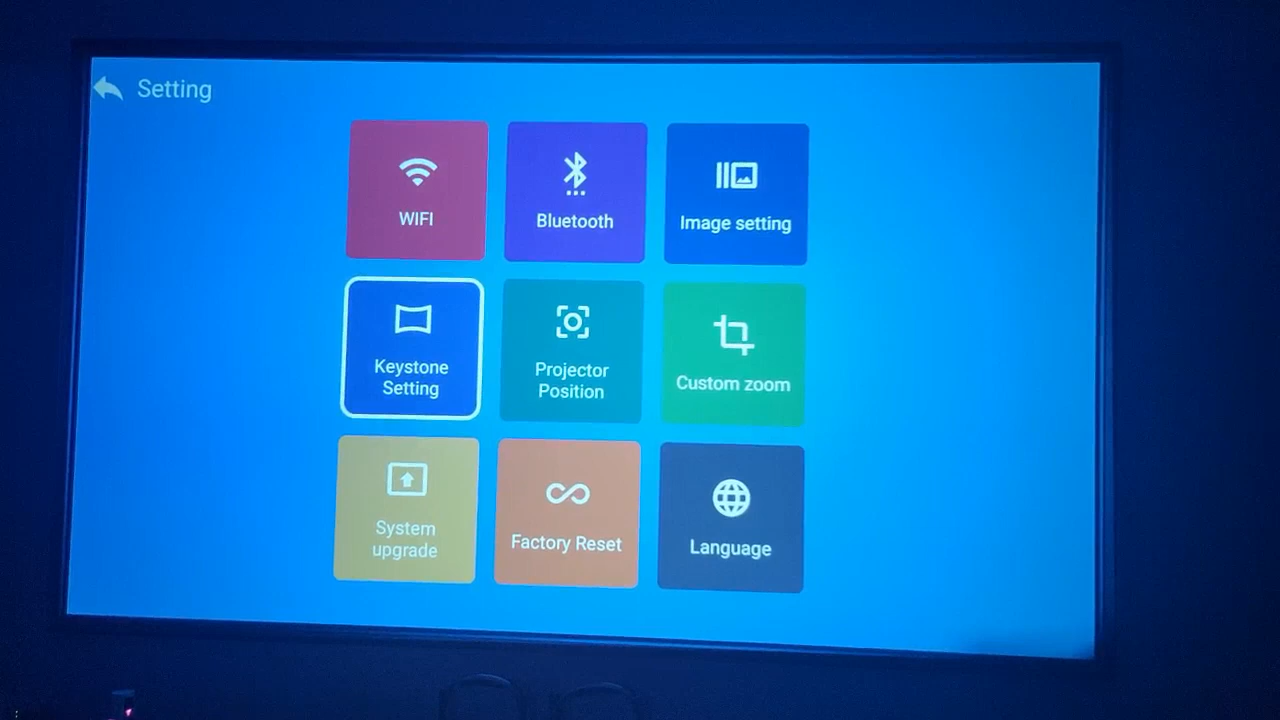 Setting
WIFI
Bluetooth
Image setting
Keystone
Setting
Projector
Position
Custom zoom
System
upgrade
Factory Reset
Language